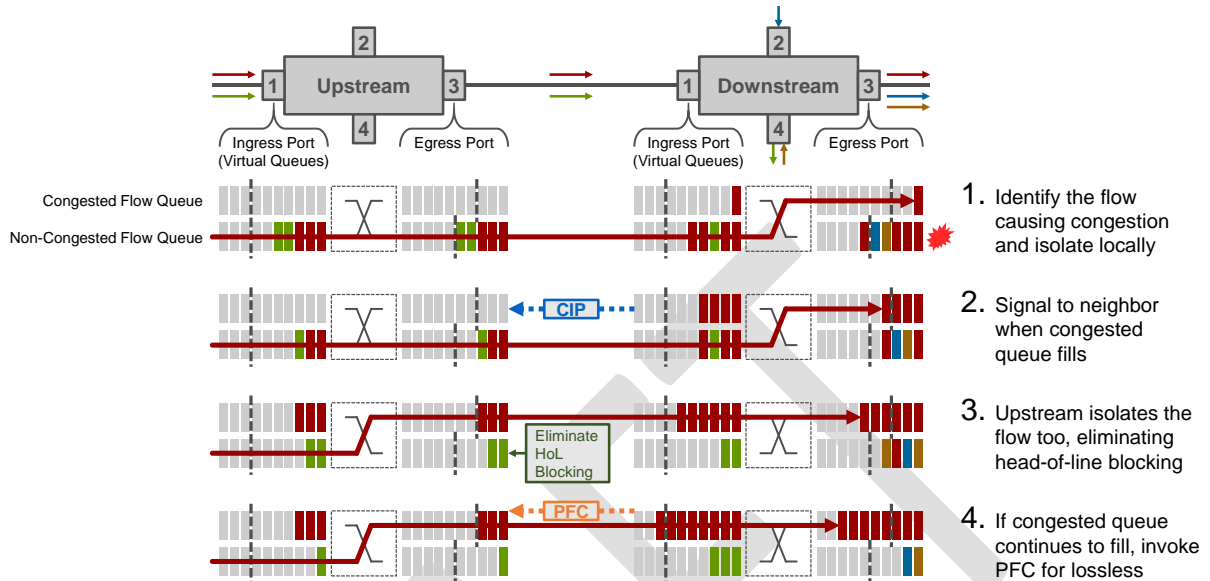 2
2
1
Upstream
3
1
Downstream
3
4
4
Ingress Port
(Virtual Queues)
Egress Port
Ingress Port
(Virtual Queues)
Egress Port
Congested Flow Queue
Non-Congested Flow Queue
1. Identify the flow
causing congestion
and isolate locally
CIP
2. Signal to neighbor
when congested
queue fills
Eliminate
HoL
Blocking
3. Upstream isolates the
flow too, eliminating
head-of-line blocking
PFC
4. If congested queue
continues to fill, invoke
PFC for lossless